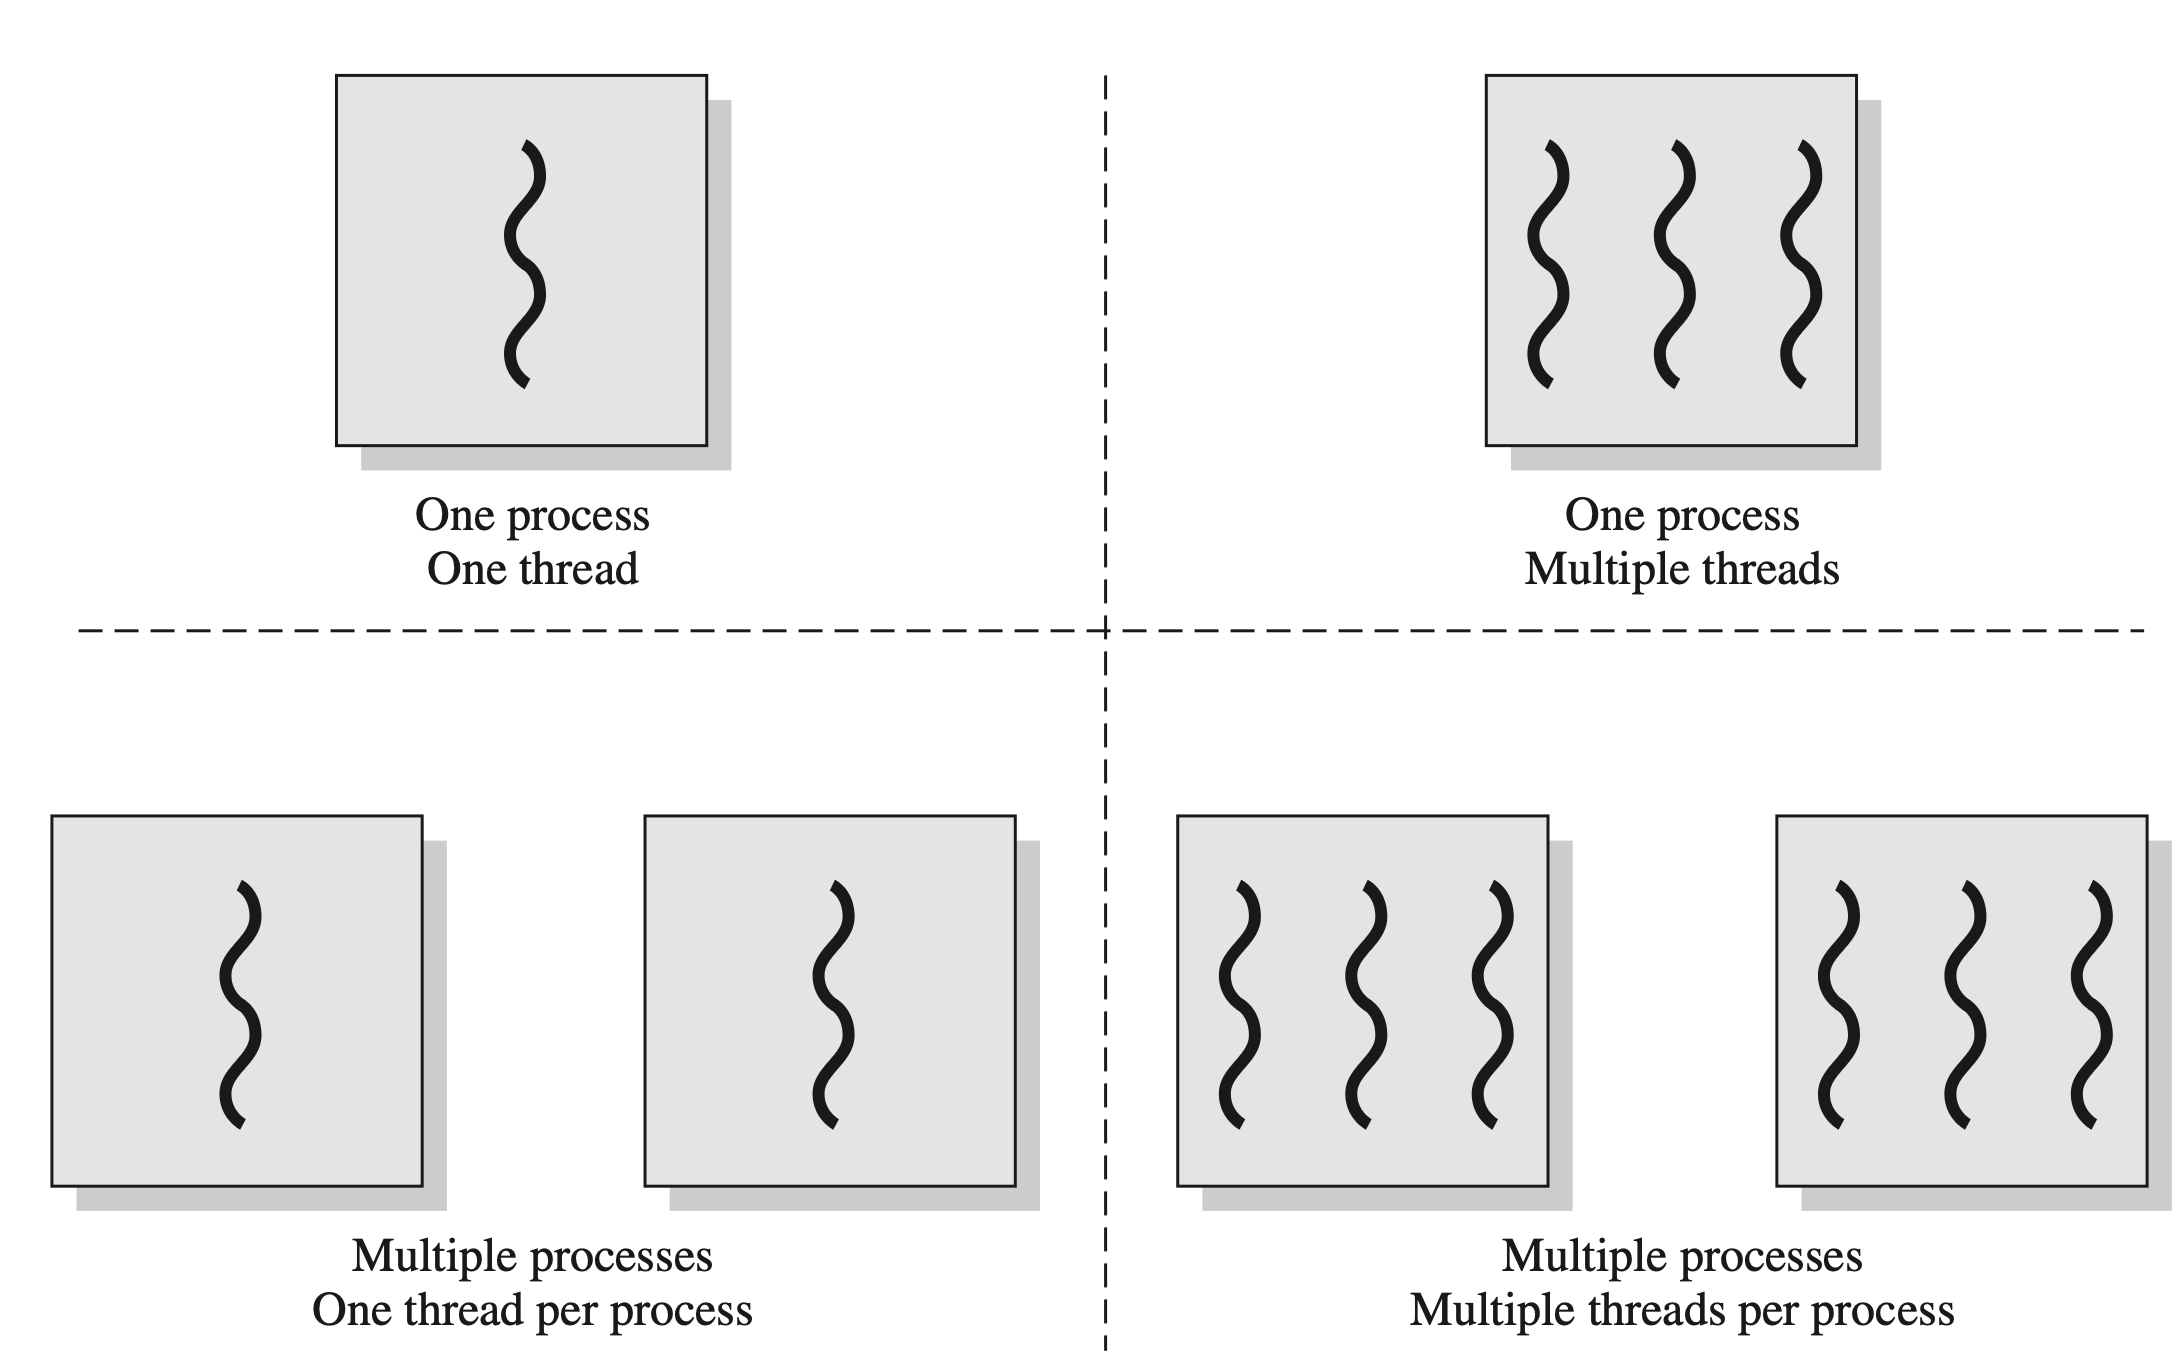 One process
One thread
One process
Multiple threads
Multiple processes
One thread per process
Multiple processes
Multiple threads per process